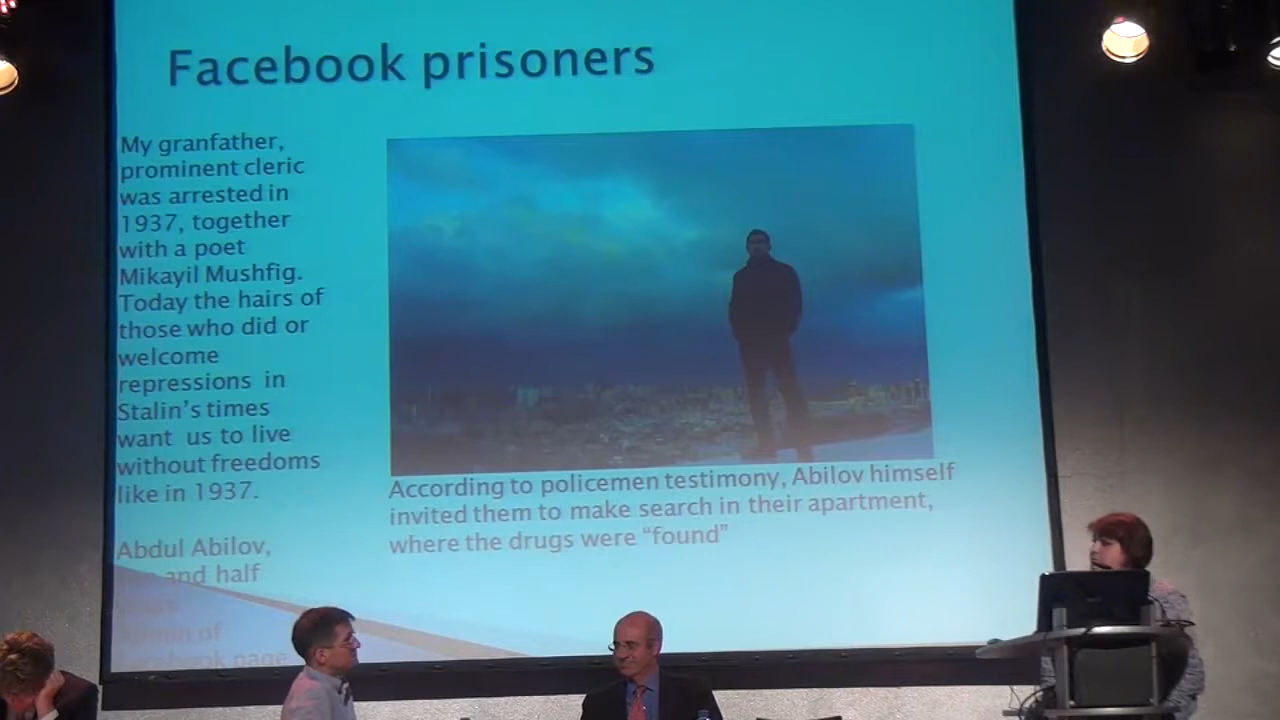 Facebook prisoners
My granfather,
prominent cleric
was arrested in
1937, together
with a poet
Mikayil Mushfig.
Today the hairs of
those who did or
welcome
repressions in
Stalin's times
want us to live
without freedoms
like in 1937.
Abdul Abilov,
and half
of
page
According to policemen testimony, Abilov himself
invited them to make search in their apartment,
where the drugs were “found”